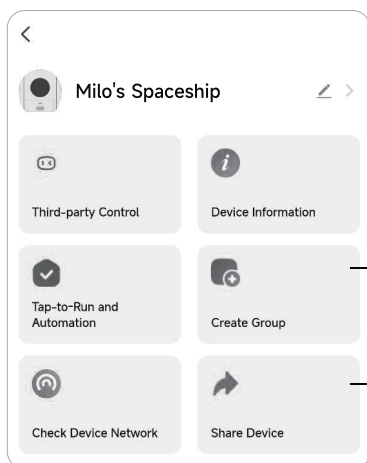 Milo's Spaceship
Third-party Control
Device Information
Tap-to-Run and
Automation
Create Group
Check Device Network
Share Device